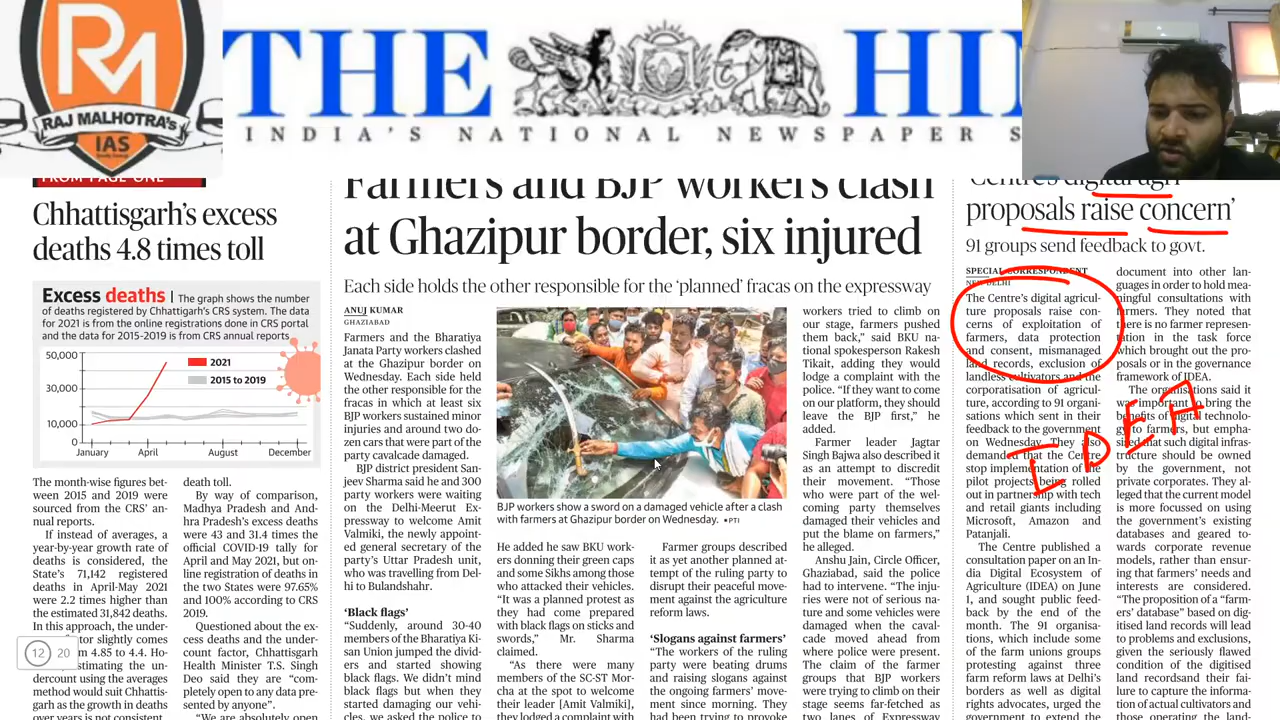 RM
RAJ MALHOTRA'S
IAS
THE HI
INDIA'S NATIONAL NEWSPAPER S
FROM PAGE ONE
Chhattisgarh's excess
deaths 4.8 times toll
Excess deaths | The graph shows the number
of deaths registered by Chhattisgarh's CRS system. The data
for 2021 is from the online registrations done in CRS portal
and the data for 2015-2019 is from CRS annual reports
50,000
30,000
10,000
0
2021
2015 to 2019
January
April
August
December
The month-wise figures bet-
ween 2015 and 2019 were
sourced from the CRS' an-
nual reports.
If instead of averages, a
year-by-year growth rate of
deaths is considered, the
State's 71,142 registered
deaths in April-May 2021
were 2.2 times higher than
the estimated 31,842 deaths.
In this approach, the under-
factor slightly comes
m 4.85 to 4.4. Ho-
stimating the un-
dercount using the averages
method would suit Chhattis-
garh as the growth in deaths
over years is not consistent.
12 20
death toll.
By way of comparison,
Madhya Pradesh and And-
hra Pradesh's excess deaths
were 43 and 31.4 times the
official COVID-19 tally for
April and May 2021, but on-
line registration of deaths in
the two States were 97.65%
and 100% according to CRS
2019.
Questioned about the ex-
cess deaths and the under-
count factor, Chhattisgarh
Health Minister T.S. Singh
Deo said they are "com-
pletely open to any data pre-
sented by anyone".
"We are absolutely open
Farmers and BJP workers clash
at Ghazipur border, six injured
Each side holds the other responsible for the 'planned' fracas on the expressway
ANUJ KUMAR
GHAZIABAD
Farmers and the Bharatiya
Janata Party workers clashed
at the Ghazipur border on
Wednesday. Each side held
the other responsible for the
fracas in which at least six
BJP workers sustained minor
injuries and around two do-
zen cars that were part of the
party cavalcade damaged.
BJP district president San-
jeev Sharma said he and 300
party workers were waiting
on the Delhi-Meerut Ex-
pressway to welcome Amit
Valmiki, the newly appoint-
ed general secretary of the
party's Uttar Pradesh unit,
who was travelling from Del-
hi to Bulandshahr.
'Black flags'
"Suddenly, around 30-40
members of the Bharatiya Ki-
san Union jumped the divid-
ers and started showing
black flags. We didn't mind
black flags but when they
started damaging our vehi-
cles, we asked the police to
BJP workers show a sword on a damaged vehicle after a clash
with farmers at Ghazipur border on Wednesday. •PTI
He added he saw BKU work-
ers donning their green caps
and some Sikhs among those
who attacked their vehicles.
"It was a planned protest as
they had come prepared
with black flags on sticks and
swords," Mr. Sharma
claimed.
"As there were many
members of the SC-ST Mor-
cha at the spot to welcome
their leader [Amit Valmiki],
they lodged a complaint with
Farmer groups described
it as yet another planned at-
tempt of the ruling party to
disrupt their peaceful move-
ment against the agriculture
reform laws.
'Slogans against farmers'
"The workers of the ruling
party were beating drums
and raising slogans against
the ongoing farmers' move-
ment since morning. They
had been trying to provoke
workers tried to climb on
our stage, farmers pushed
them back," said BKU na-
tional spokesperson Rakesh
Tikait, adding they would
lodge a complaint with the
police. "If they want to come
on our platform, they should
leave the BJP first," he
added.
Farmer leader Jagtar
Singh Bajwa also described it
as an attempt to discredit
their movement. "Those
who were part of the wel-
coming party themselves
damaged their vehicles and
put the blame on farmers,"
he alleged.
Anshu Jain, Circle Officer,
Ghaziabad, said the police
had to intervene. "The inju-
ries were not of serious na-
ture and some vehicles were
damaged when the caval-
cade moved ahead from
where police were present.
The claim of the farmer
groups that BJP workers
were trying to climb on their
stage seems far-fetched as
two lanes of Expressway
'Centre's digital agri
proposals raise concern'
91 groups send feedback to govt.
SPECIAL CORRESPONDENT
NEW DELHI
The Centre's digital agricul-
ture proposals raise con-
cerns of exploitation of
farmers, data protection
and consent, mismanaged
land records, exclusion of
landless cultivators and the
corporatisation of agricul-
ture, according to 91 organi-
sations which sent in their
feedback to the government
on Wednesday. They also
demanded that the Centre
stop implementation of the
pilot projects being rolled
out in partnership with tech
and retail giants including
Microsoft, Amazon and
Patanjali.
The Centre published a
consultation paper on an In-
dia Digital Ecosystem of
Agriculture (IDEA) on June
1, and sought public feed-
back by the end of the
month. The 91 organisa-
tions, which include some
of the farm unions groups
protesting against three
farm reform laws at Delhi's
borders as well as digital
rights advocates, urged the
government to extend the
document into other lan-
guages in order to hold mea-
ningful consultations with
farmers. They noted that
there is no farmer represen-
tation in the task force
which brought out the pro-
posals or in the governance
framework of IDEA.
The organisations said it
was important to bring the
benefits of digital technolo-
gy to farmers, but empha-
sised that such digital infras-
tructure should be owned
by the government, not
private corporates. They al-
leged that the current model
is more focussed on using
the government's existing
databases and geared to-
wards corporate revenue
models, rather than ensur-
ing that farmers' needs and
interests are considered.
"The proposition of a "farm-
ers' database" based on dig-
itised land records will lead
to problems and exclusions,
given the seriously flawed
condition of the digitised
land recordsand their fai-
lure to capture the informa-
tion of actual cultivators and
those operating the land
IDEA